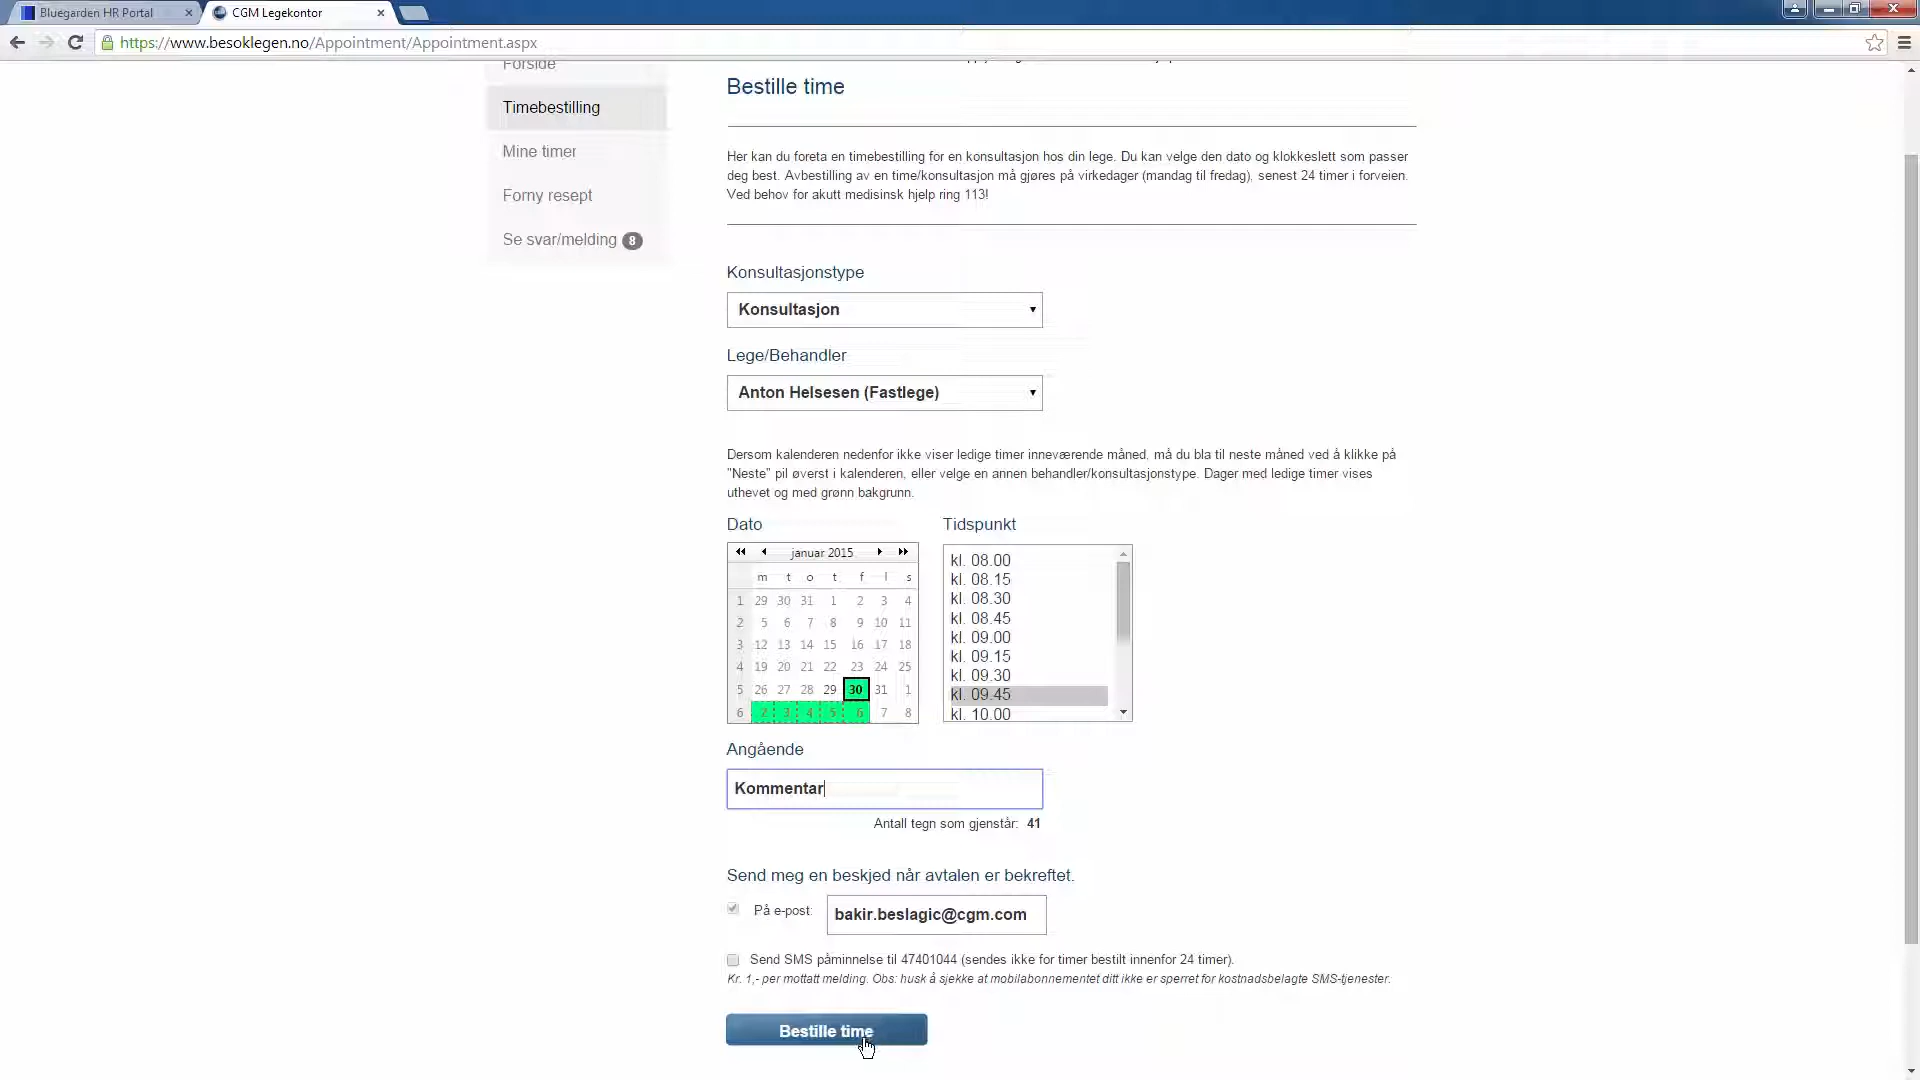 Bluegarden HR Portal
CGM Legekontor
https://www.besoklegen.no/Appointment/Appointment.aspx
Forside
Timebestilling
Mine timer
Forny resept
Se svar/melding 8
Bestille time
Her kan du foreta en timebestilling for en konsultasjon hos din lege. Du kan velge den dato og klokkeslett som passer
deg best. Avbestilling av en time/konsultasjon må gjøres på virkedager (mandag til fredag), senest 24 timer i forveien.
Ved behov for akutt medisinsk hjelp ring 113!
Konsultasjonstype
Konsultasjon
Lege/Behandler
Anton Helsesen (Fastlege)
Dersom kalenderen nedenfor ikke viser ledige timer inneværende måned, må du bla til neste måned ved å klikke på
"Neste" pil øverst i kalenderen, eller velge en annen behandler/konsultasjonstype. Dager med ledige timer vises
uthevet og med grønn bakgrunn.
Dato
januar 2015
m t o t f l s
1 29 30 31 1 2 3 4
2 5 6 7 8 9 10 11
3 12 13 14 15 16 17 18
4 19 20 21 22 23 24 25
5 26 27 28 29 30 31 1
6 2 3 4 5 6 7 8
Tidspunkt
kl. 08.00
kl. 08.15
kl. 08.30
kl. 08.45
kl. 09.00
kl. 09.15
kl. 09.30
kl. 09.45
kl. 10.00
Angående
Kommentar
Antall tegn som gjenstår: 41
Send meg en beskjed når avtalen er bekreftet.
På e-post: bakir.beslagic@cgm.com
Send SMS påminnelse til 47401044 (sendes ikke for timer bestilt innenfor 24 timer).
Kr. 1,- per mottatt melding. Obs: husk å sjekke at mobilabonnementet ditt ikke er sperret for kostnadsbelagte SMS-tjenester.
Bestille time